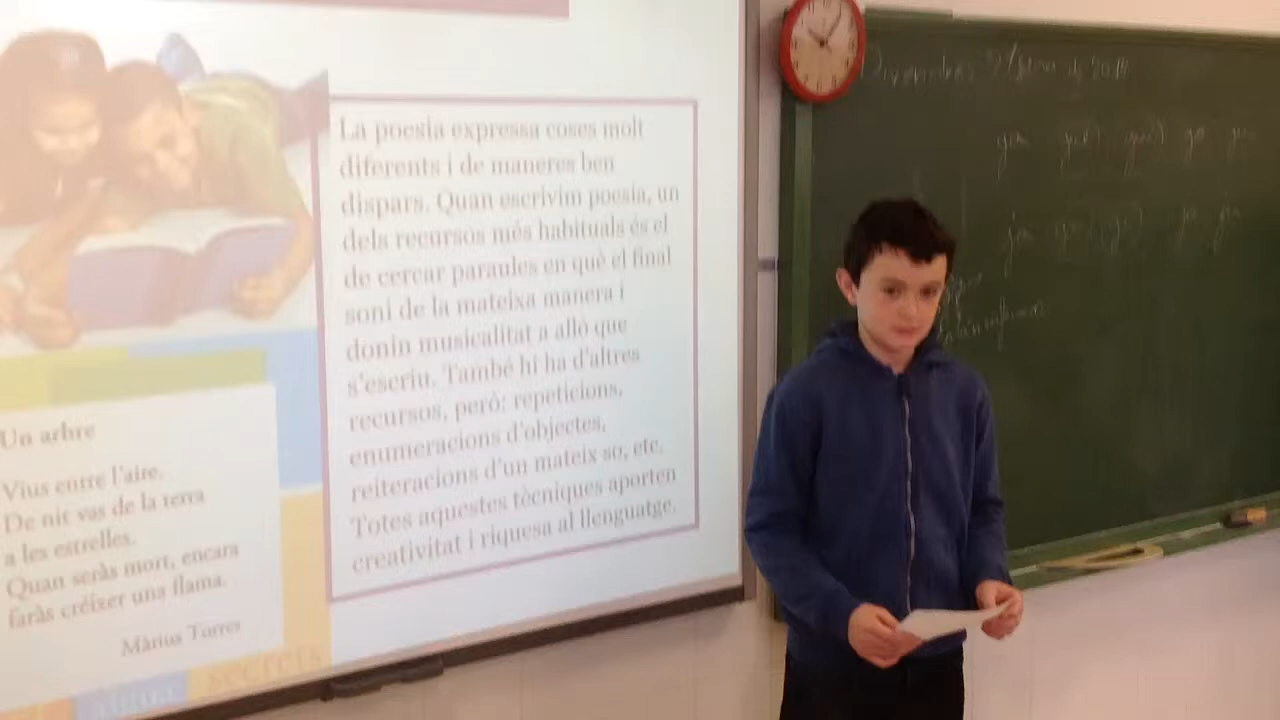 La poesia expressa coses molt
diferents i de maneres ben
dispars. Quan escrivim poesia, un
dels recursos més habituals és el
de cercar paraules en què el final
soni de la mateixa manera i
donin musicalitat a allò que
s'escriu. També hi ha d'altres
recursos, però: repeticions,
enumeracions d'objectes,
reiteracions d'un mateix so, etc.
Totes aquestes tècniques aporten
creativitat i riquesa al llenguatge.
Un arbre
Vius entre l'aire.
De nit vas de la terra
a les estrelles.
Quan seràs mort, encara
faràs créixer una flama.
Màrius Torres
secrets
Divendres
de 2014